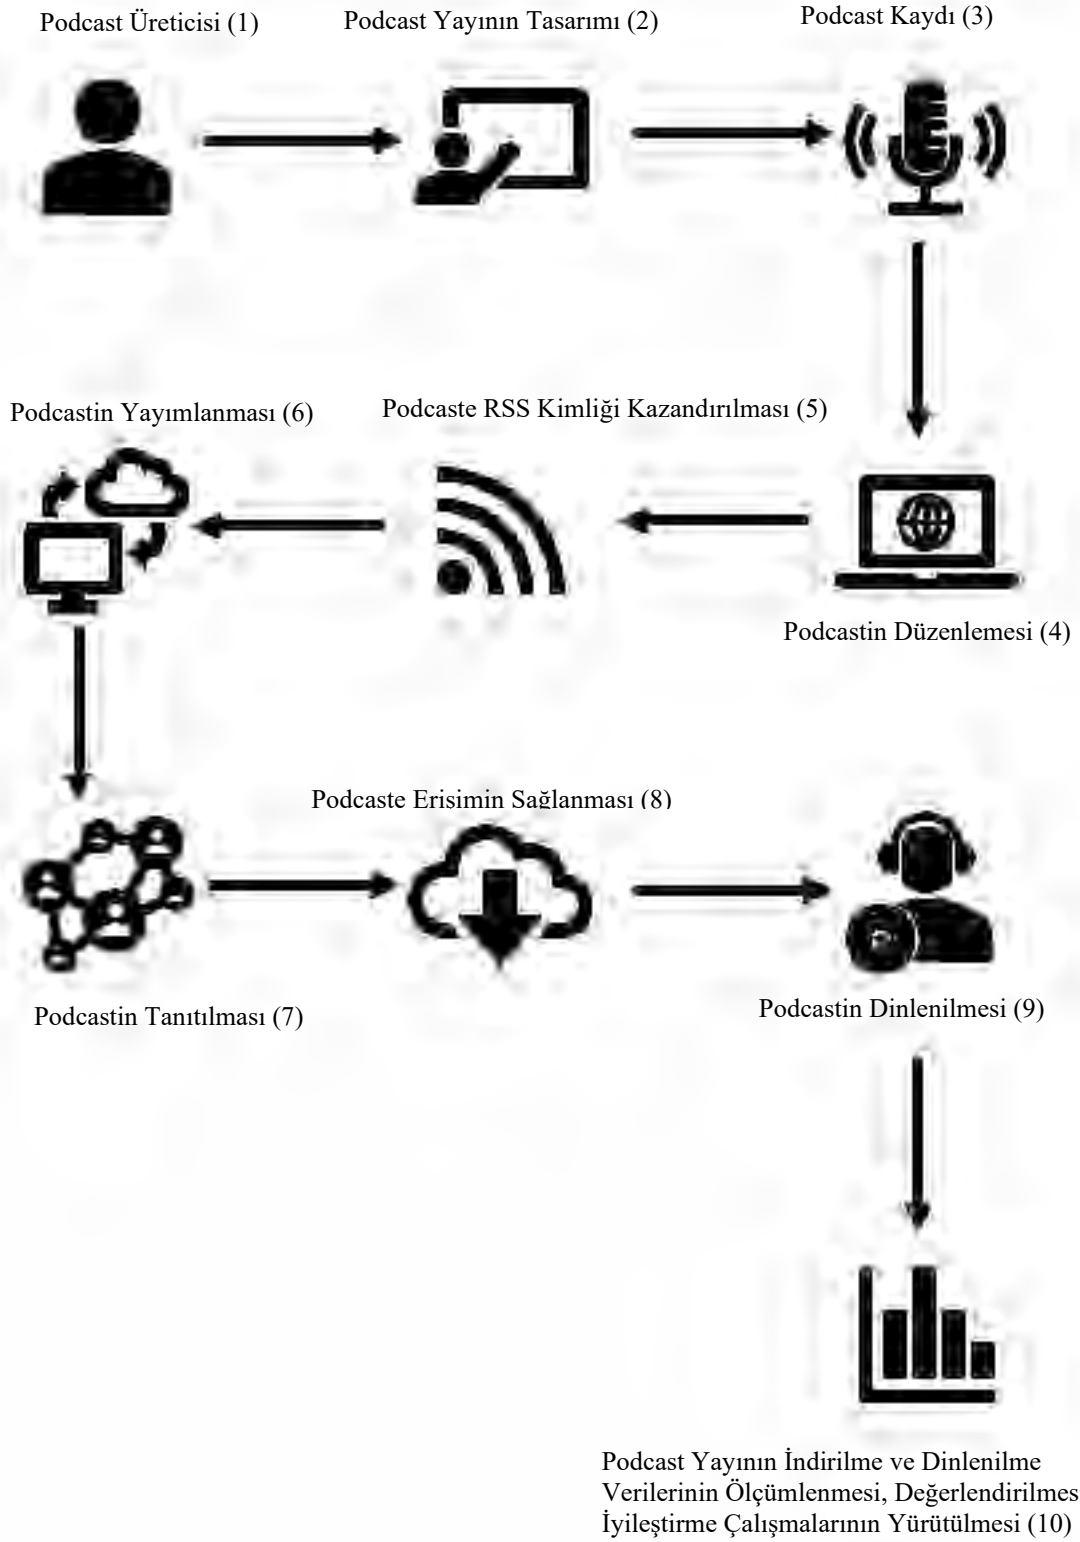 Podcast Üreticisi (1)
Podcast Yayının Tasarımı (2)
Podcast Kaydı (3)
Podcastin Yayımlanması (6)
Podcaste RSS Kimliği Kazandırılması (5)
Podcastin Düzenlemesi (4)
Podcaste Erisimin Sağlanması (8)
Podcastin Tanıtılması (7)
Podcastin Dinlenilmesi (9)
Podcast Yayının İndirilme ve Dinlenilme
Verilerinin Ölçümlenmesi, Değerlendirilmes
İyileştirme Çalışmalarının Yürütülmesi (10)